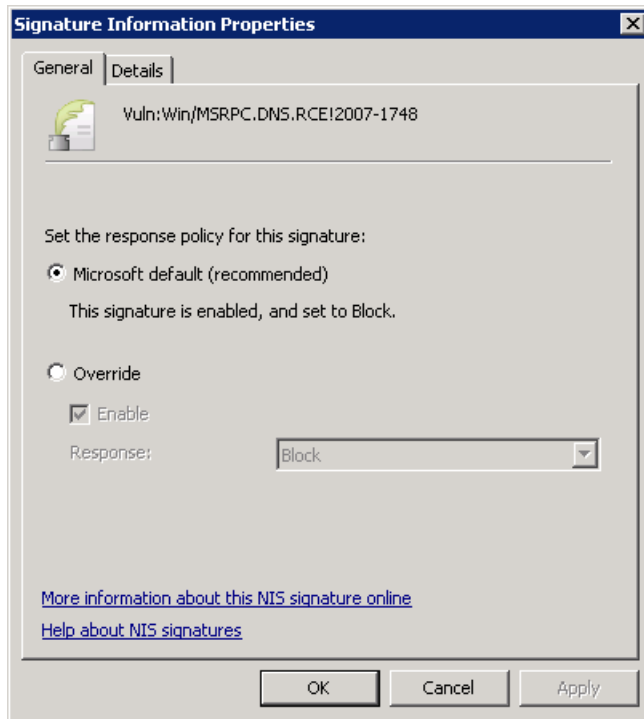 Signature Information Properties
General
Details
Vuln:Win/MSRPC.DNS.RCE!2007-1748
Set the response policy for this signature:
Microsoft default (recommended)
This signature is enabled, and set to Block.
Override
Enable
Response:
Block
More information about this NIS signature online
Help about NIS signatures
OK
Cancel
Apply